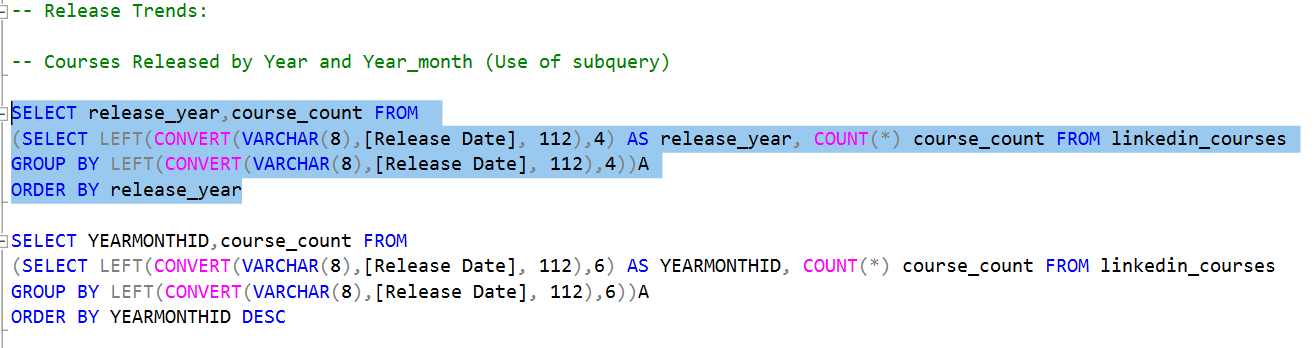 -- Release Trends:
-- Courses Released by Year and Year_month (Use of subquery)
SELECT release_year,course_count FROM
(SELECT LEFT(CONVERT(VARCHAR(8),[Release Date], 112),4) AS release_year, COUNT(*) course_count FROM linkedin_courses
GROUP BY LEFT(CONVERT(VARCHAR(8),[Release Date], 112),4))A
ORDER BY release_year
SELECT YEARMONTHID,course_count FROM
(SELECT LEFT(CONVERT(VARCHAR(8),[Release Date], 112),6) AS YEARMONTHID, COUNT(*) course_count FROM linkedin_courses
GROUP BY LEFT(CONVERT(VARCHAR(8),[Release Date], 112),6))A
ORDER BY YEARMONTHID DESC